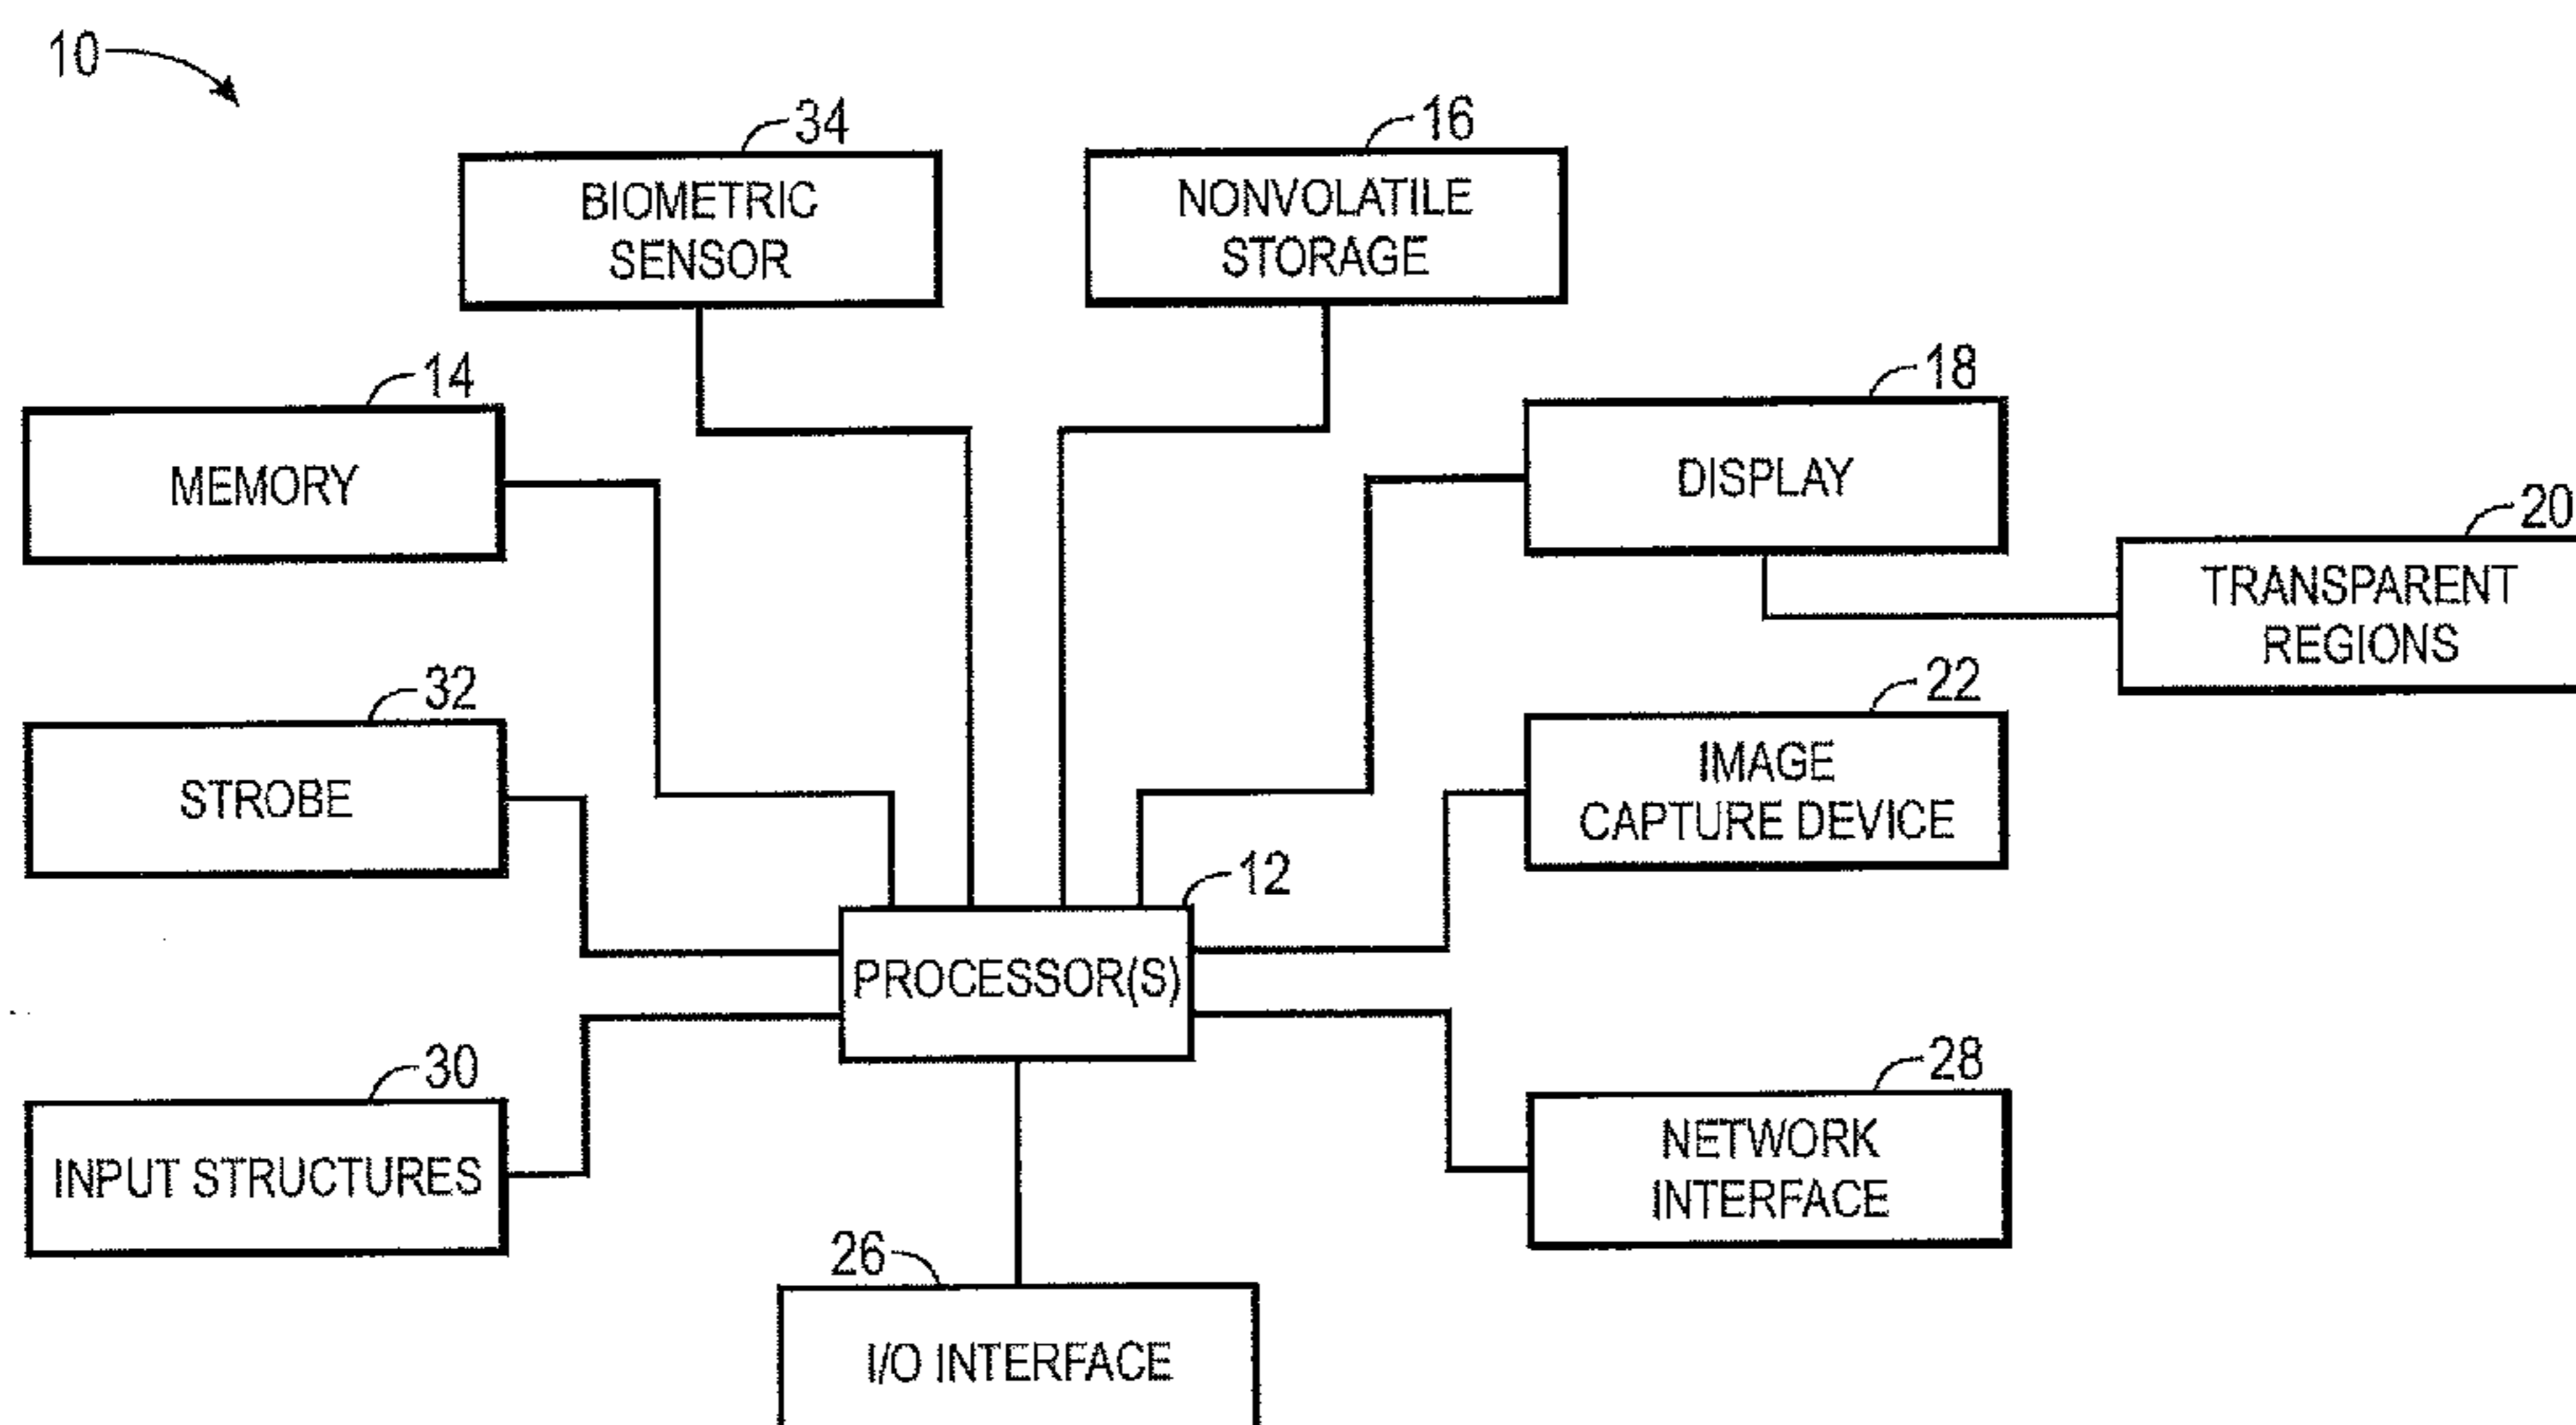 10
34
BIOMETRIC
SENSOR
16
NONVOLATILE
STORAGE
14
MEMORY
18
DISPLAY
20
TRANSPARENT
REGIONS
32
STROBE
22
IMAGE
CAPTURE DEVICE
12
PROCESSOR(S)
30
INPUT STRUCTURES
28
NETWORK
INTERFACE
26
I/O INTERFACE